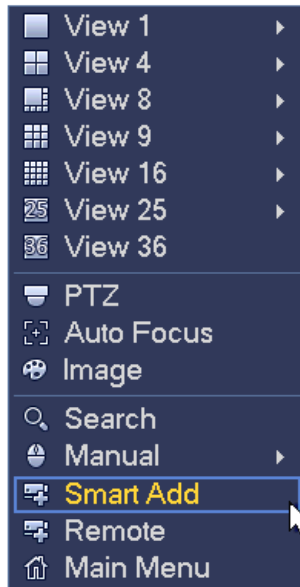 View 1
View 4
View 8
View 9
View 16
25 View 25
36 View 36
PTZ
Auto Focus
Image
Search
Manual
Smart Add
Remote
Main Menu